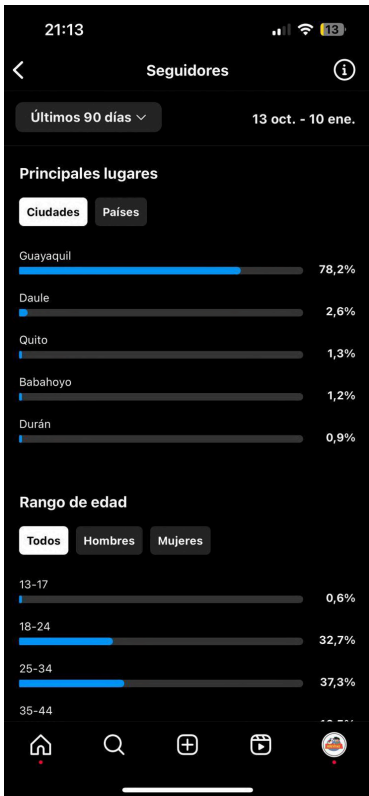 21:13
13
Seguidores
Últimos 90 días
13 oct. - 10 ene.
Principales lugares
Ciudades
Países
Guayaquil
78,2%
Daule
2,6%
Quito
1,3%
Babahoyo
1,2%
Durán
0,9%
Rango de edad
Todos
Hombres
Mujeres
13-17
0,6%
18-24
32,7%
25-34
37,3%
35-44